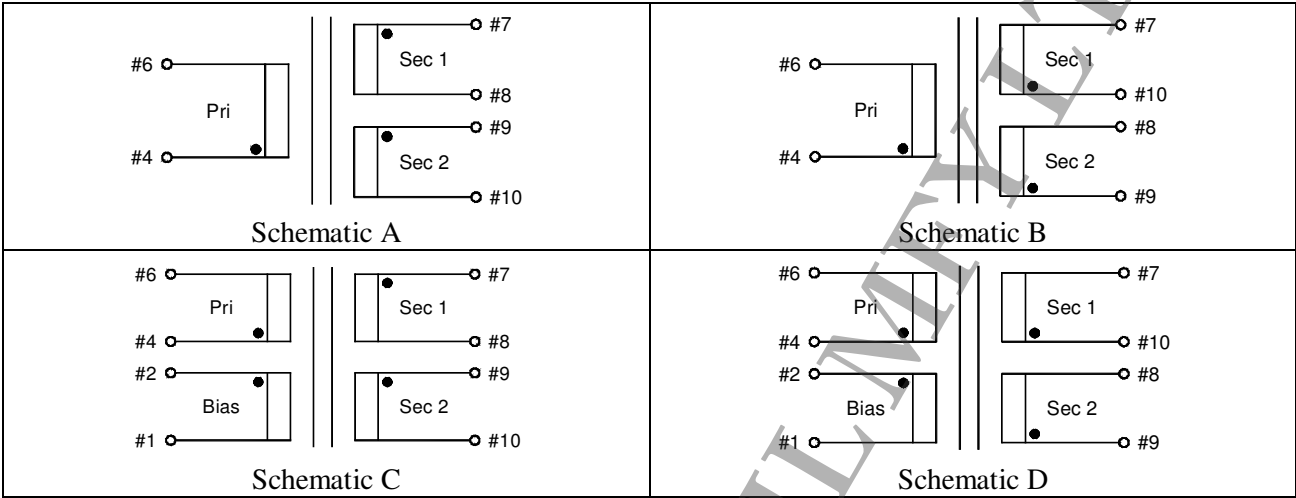 #7
Sec 1
#6
#8
Pri
#9
#4
Sec 2
#10
Schematic A
#7
Sec 1
#6
#10
Pri
#8
#4
Sec 2
#9
Schematic B
#6
#7
Pri
Sec 1
#4
#8
#2
#9
Bias
Sec 2
#1
#10
Schematic C
#6
#7
Pri
Sec 1
#4
#10
#2
#8
Bias
Sec 2
#1
#9
Schematic D